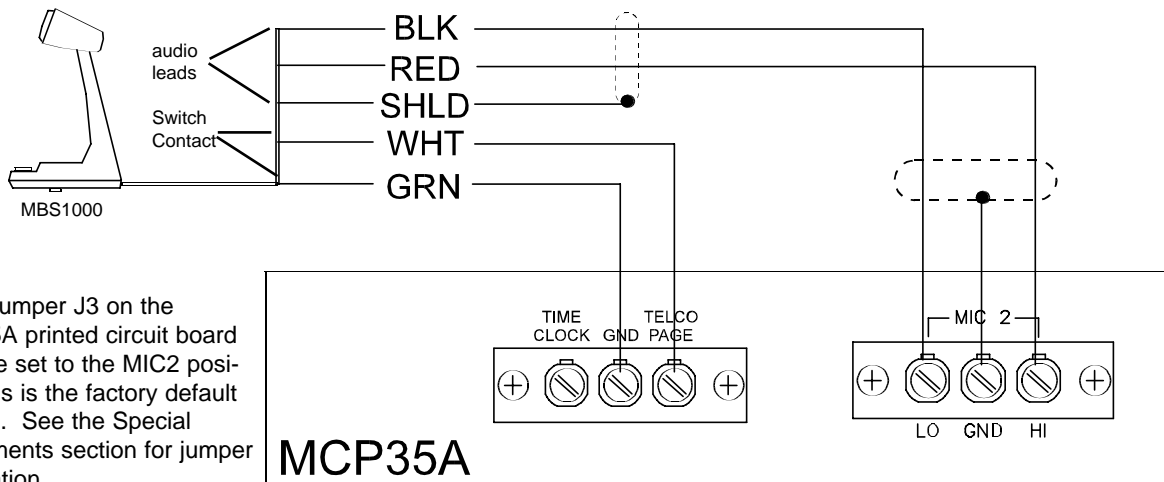 BLK
audio
leads
RED
SHLD
Switch
Contact
WHT
GRN
MBS1000
umper J3 on the
A printed circuit board
e set to the MIC2 posi-
s is the factory default
. See the Special
ments section for jumper
TIME
CLOCK GND TELCO
PAGE
MIC 2
LO GND HI
MCP35A